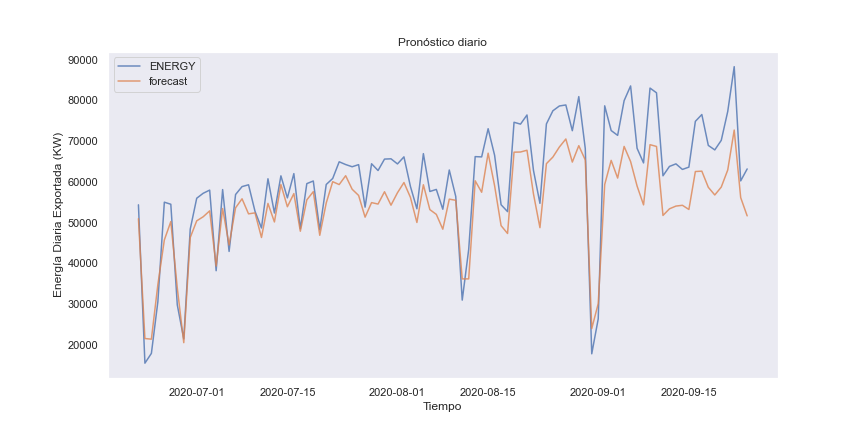 Pronóstico diario
ENERGY
forecast
Energía Diaria Exportada (KW)
90000
80000
70000
60000
50000
40000
30000
20000
2020-07-01 2020-07-15 2020-08-01 2020-08-15 2020-09-01 2020-09-15
Tiempo